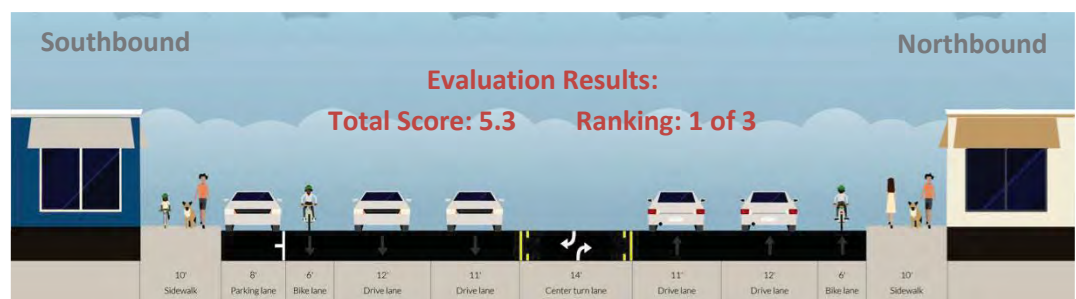 Southbound
Northbound
Evaluation Results:
Total Score: 5.3 Ranking: 1 of 3
10' 8' 6' 12' 11' 14' 11' 12' 6' 10'
Sidewalk Parking lane Bike lane Drive lane Drive lane Center turn lane Drive lane Drive lane Bike lane Sidewalk